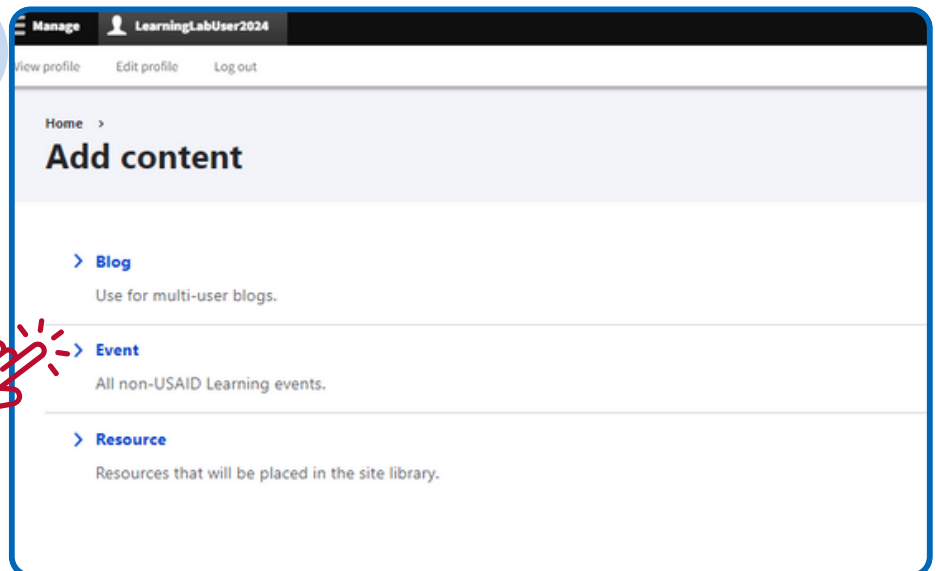 Manage LearningLabUser2024
View profile Edit profile Log out
Home ›
Add content
Blog
Use for multi-user blogs.
Event
All non-USAID Learning events.
Resource
Resources that will be placed in the site library.